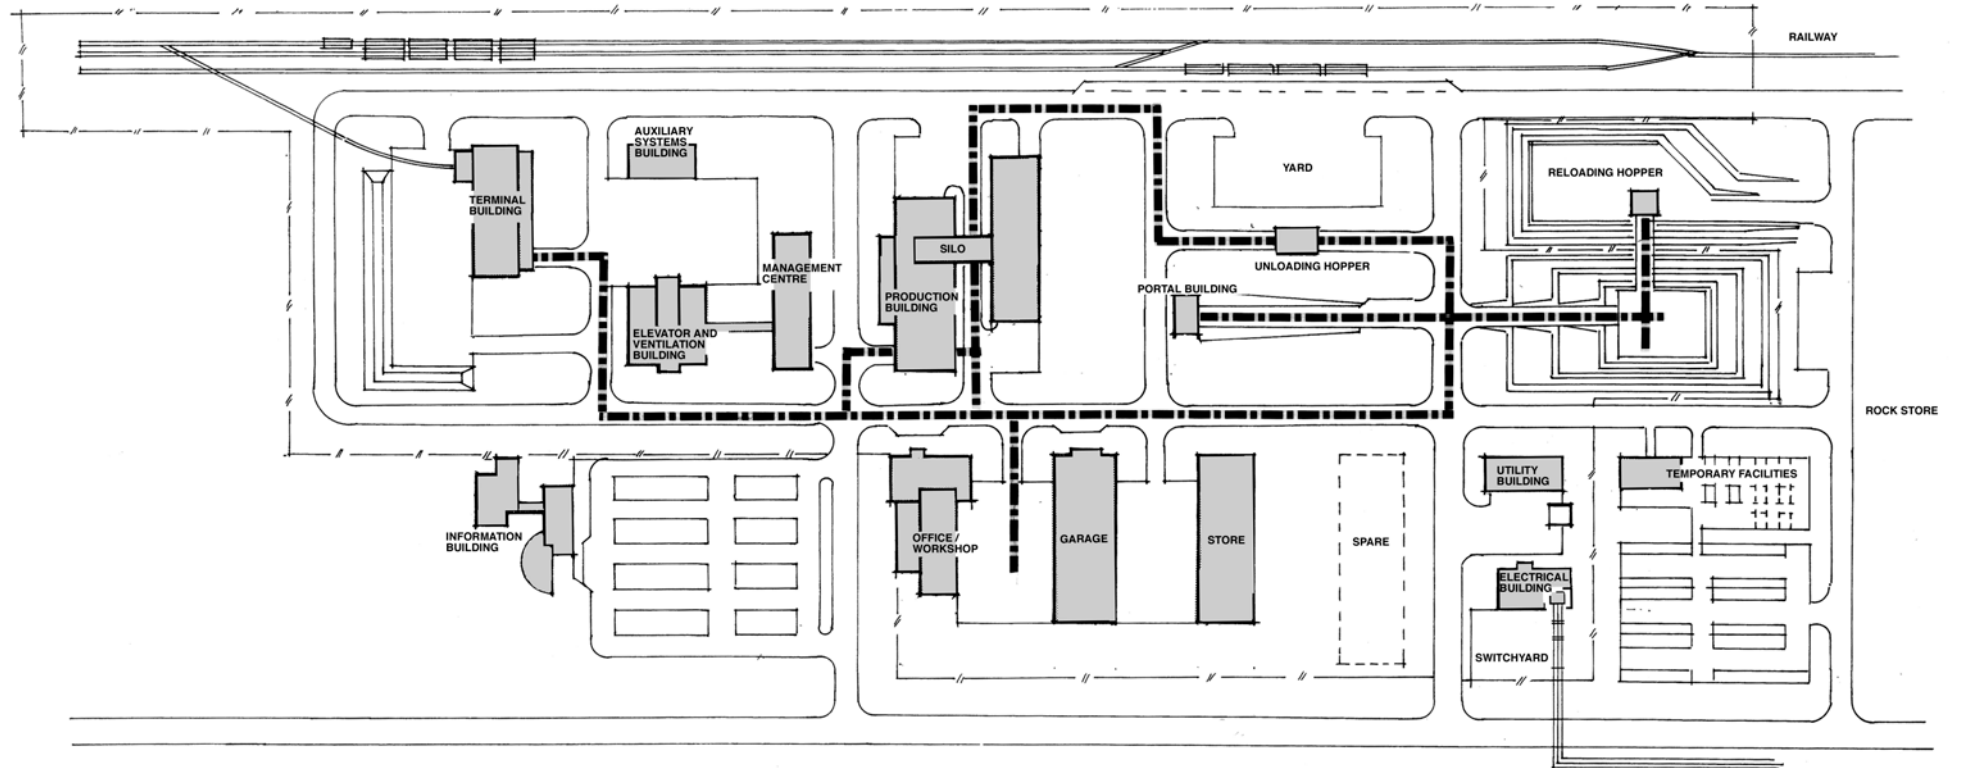 RAILWAY
AUXILIARY
SYSTEMS
BUILDING
YARD
RELOADING HOPPER
TERMINAL
BUILDING
SILO
MANAGEMENT
CENTRE
UNLOADING HOPPER
PORTAL BUILDING
PRODUCTION
BUILDING
ELEVATOR AND
VENTILATION
BUILDING
ROCK STORE
UTILITY
BUILDING
TEMPORARY FACILITIES
INFORMATION
BUILDING
OFFICE /
WORKSHOP
GARAGE
STORE
SPARE
ELECTRICAL
BUILDING
SWITCHYARD